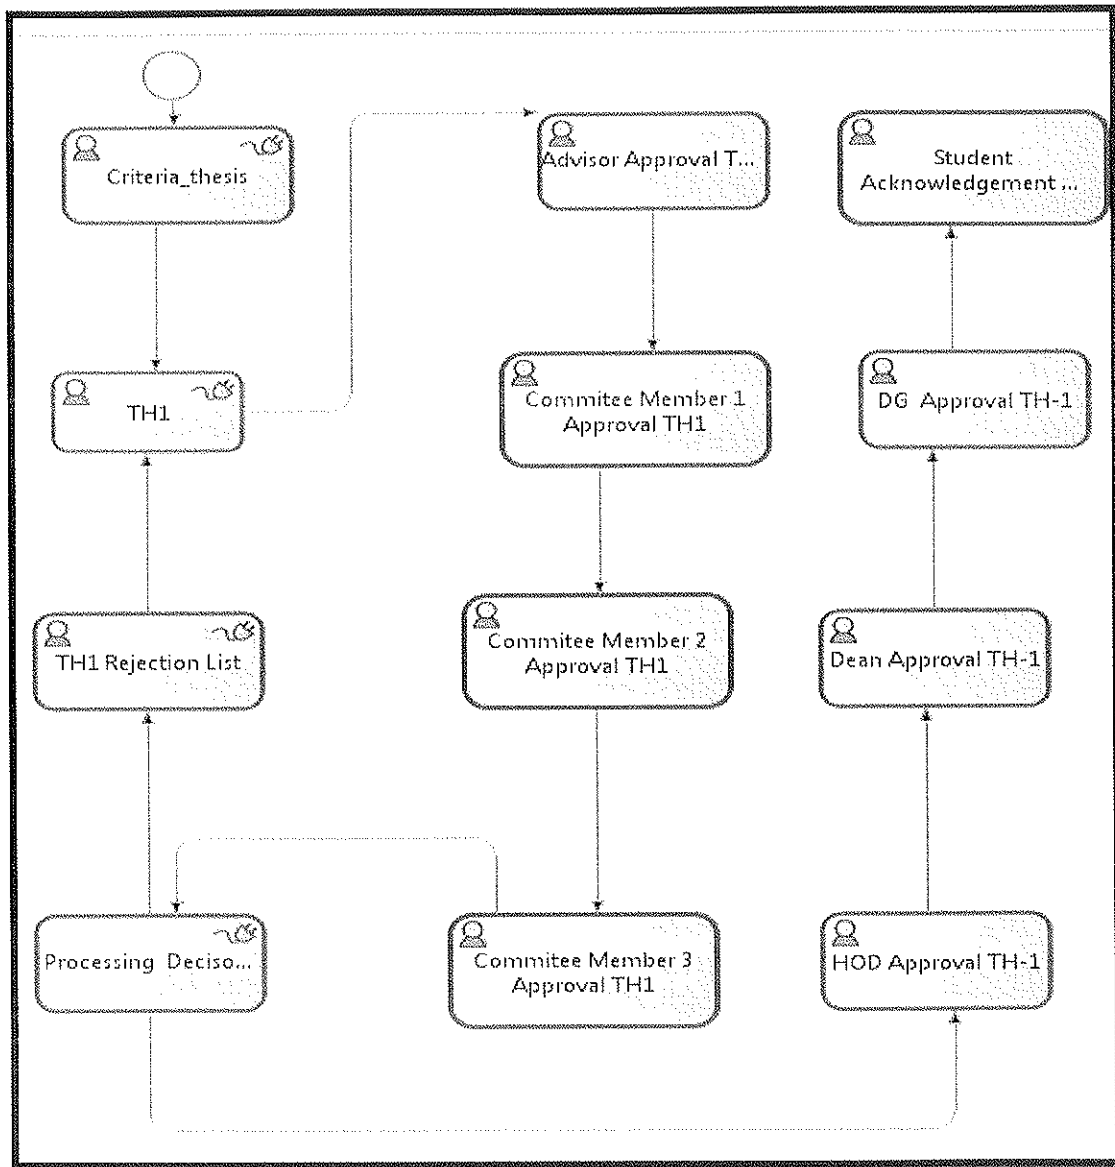 Criteria_thesis
TH1
TH1 Rejection List
Processing Deciso...
Advisor Approval T...
Commitee Member 1
Approval TH1
Commitee Member 2
Approval TH1
Commitee Member 3
Approval TH1
Student
Acknowledgement ...
DG Approval TH-1
Dean Approval TH-1
HOD Approval TH-1